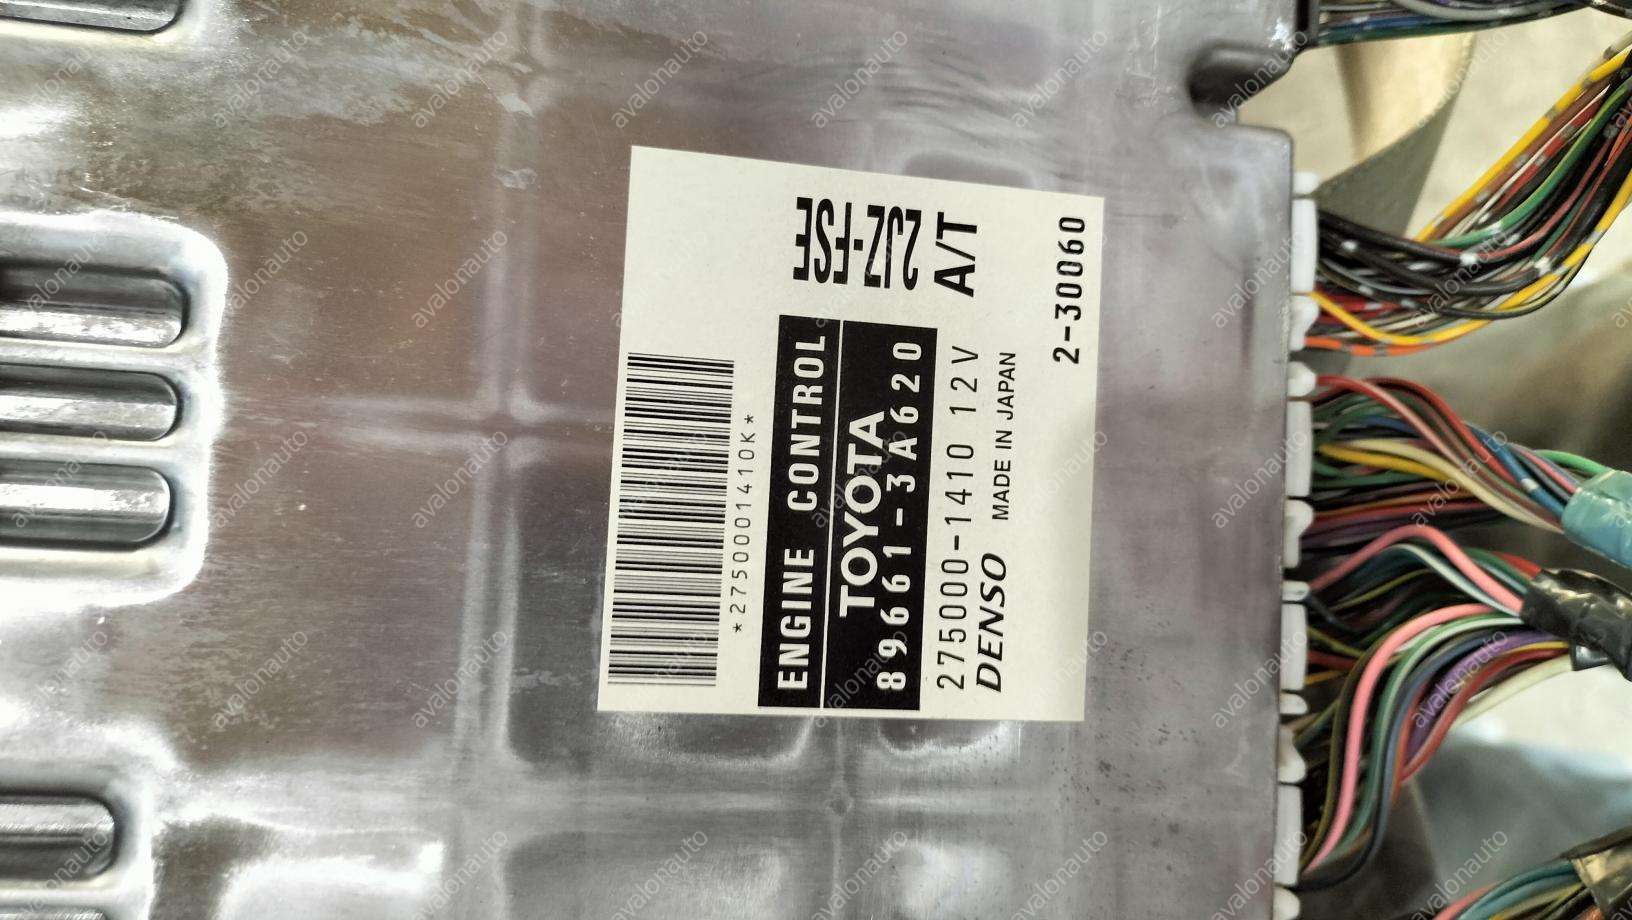 *2750001410K*
ENGINE CONTROL
2JZ-FSE
TOYOTA
89661-3A620
A/T
275000-1410 12V
DENSO MADE IN JAPAN
2-30060
avalonauto